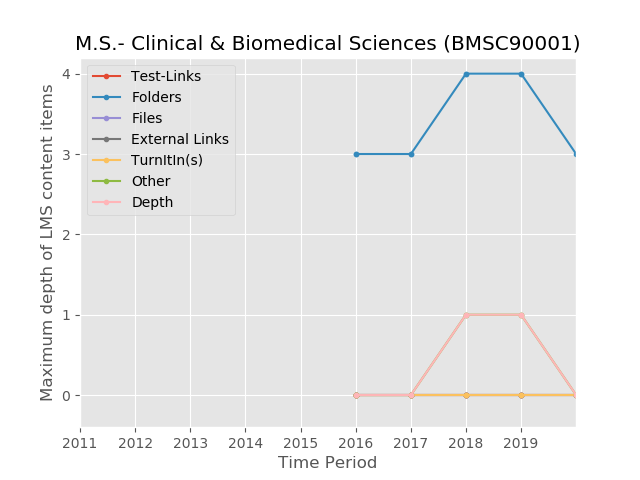 M.S.- Clinical & Biomedical Sciences (BMSC90001)
Test-Links
Folders
Files
External Links
TurnItIn(s)
Other
Depth
Maximum depth of LMS content items
4
3
2
1
0
2011 2012 2013 2014 2015 2016 2017 2018 2019
Time Period